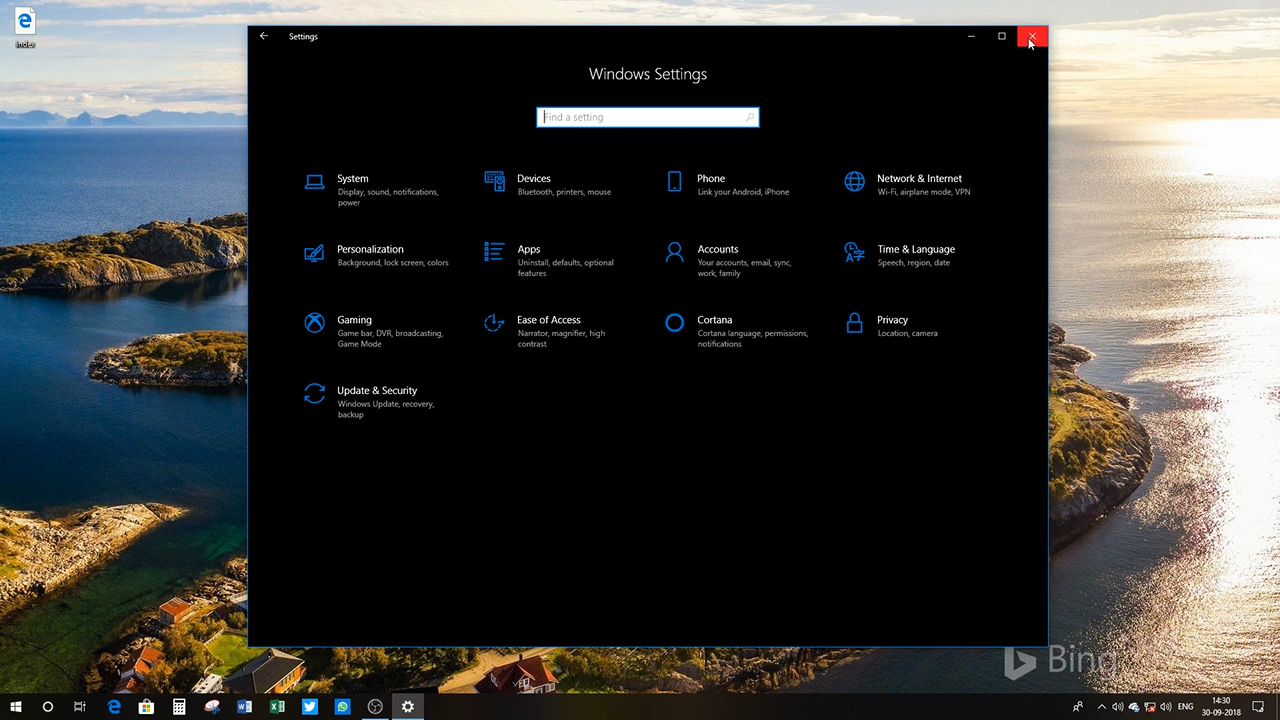 index
Settings
Windows Settings
Find a setting
System
Display, sound, notifications,
power
Devices
Bluetooth, printers, mouse
Phone
Link your Android, iPhone
Network & Internet
Wi-Fi, airplane mode, VPN
Personalization
Background, lock screen, colors
Apps
Uninstall, defaults, optional
features
Accounts
Your accounts, email, sync,
work, family
Time & Language
Speech, region, date
Gaming
Game bar, DVR, broadcasting,
Game Mode
Ease of Access
Narrator, magnifier, high
contrast
Cortana
Cortana language, permissions,
notifications
Privacy
Location, camera
Update & Security
Windows Update, recovery,
backup
Bing
ENG
14:30
30-09-2018